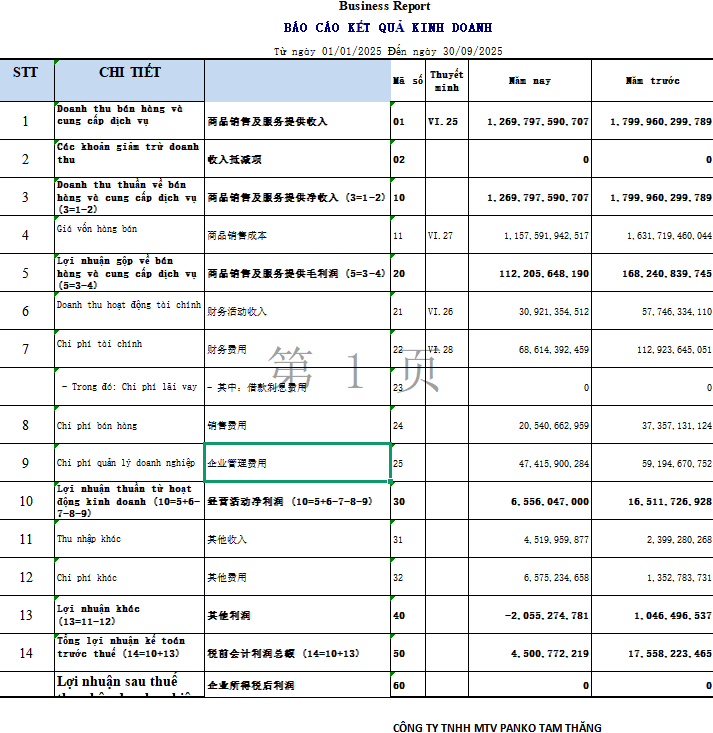 Business Report
BÁO CÁO KẾT QUẢ KINH DOANH
Từ ngày 01/01/2025 Đến ngày 30/09/2025
STT CHI TIẾT Mã số Thuyết minh Năm nay Năm trước
1 Doanh thu bán hàng và cung cấp dịch vụ 商品销售及服务提供收入 01 VI.25 1,269,797,590,707 1,799,960,299,789
2 Các khoản giảm trừ doanh thu 收入抵减项 02 0 0
3 Doanh thu thuần về bán hàng và cung cấp dịch vụ (3=1-2) 商品销售及服务提供净收入 (3=1-2) 10 1,269,797,590,707 1,799,960,299,789
4 Giá vốn hàng bán 商品销售成本 11 VI.27 1,157,591,942,517 1,631,719,460,044
5 Lợi nhuận gộp về bán hàng và cung cấp dịch vụ (5=3-4) 商品销售及服务提供毛利润 (5=3-4) 20 112,205,648,190 168,240,839,745
6 Doanh thu hoạt động tài chính 财务活动收入 21 VI.26 30,921,354,512 57,746,334,110
7 Chi phí tài chính 财务费用 22 VI.28 68,614,392,459 112,923,645,051
第 1 页
- Trong đó: Chi phí lãi vay - 其中: 借款利息费用 23 0 0
8 Chi phí bán hàng 销售费用 24 20,540,662,959 37,357,131,124
9 Chi phí quản lý doanh nghiệp 企业管理费用 25 47,415,900,284 59,194,670,752
10 Lợi nhuận thuần từ hoạt động kinh doanh (10=5+6-7-8-9) 经营活动净利润 (10=5+6-7-8-9) 30 6,556,047,000 16,511,726,928
11 Thu nhập khác 其他收入 31 4,519,959,877 2,399,280,268
12 Chi phí khác 其他费用 32 6,575,234,658 1,352,783,731
13 Lợi nhuận khác (13=11-12) 其他利润 40 -2,055,274,781 1,046,496,537
14 Tổng lợi nhuận kế toán trước thuế (14=10+13) 税前会计利润总额 (14=10+13) 50 4,500,772,219 17,558,223,465
Lợi nhuận sau thuế 企业所得税后利润 60 0 0
CÔNG TY TNHH MTV PANKO TAM THĂNG